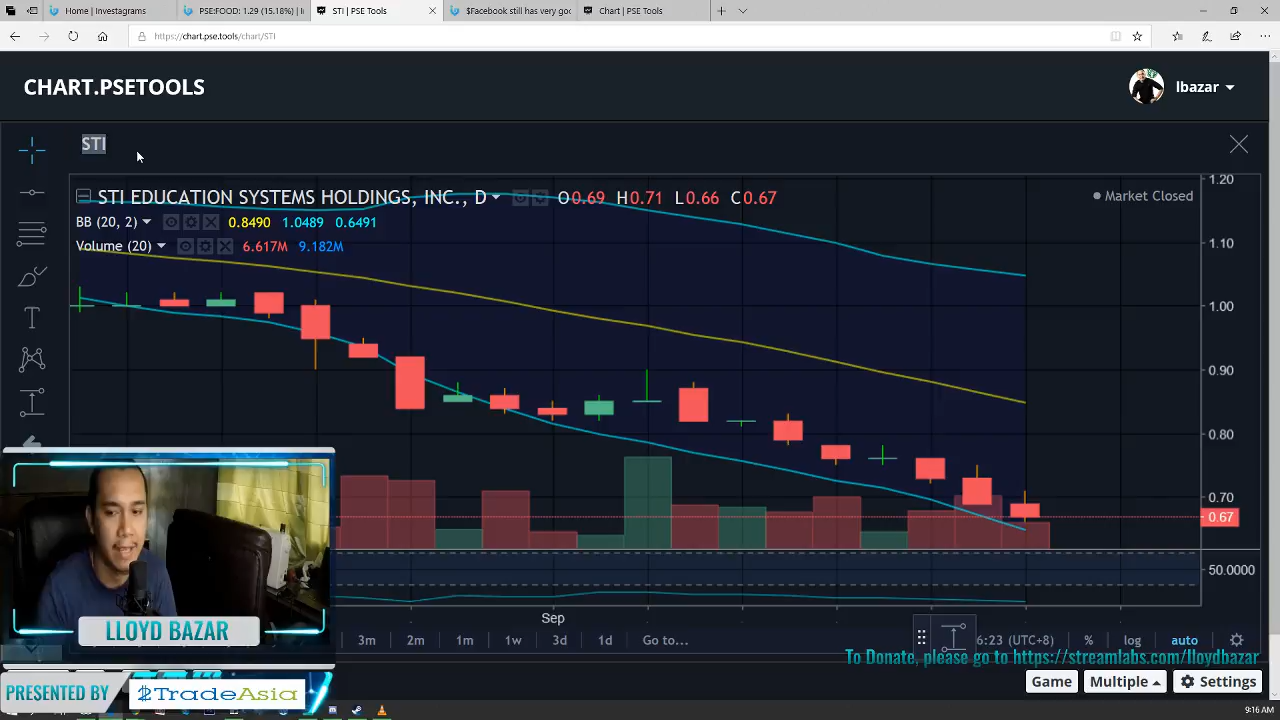 Home | Investagrams
PSE:FOOD: 1.29 (15.18%) | I
STI | PSE Tools
$Facebook still has very goo
Chart | PSE Tools
https://chart.pse.tools/chart/STI
CHART.PSETOOLS
lbazar
STI
STI EDUCATION SYSTEMS HOLDINGS, INC., D O0.69 H0.71 L0.66 C0.67
Market Closed
BB (20, 2) 0.8490 1.0489 0.6491
Volume (20) 6.617M 9.182M
1.20
1.10
1.00
0.90
0.80
0.70
0.67
50.0000
Sep
3m 2m 1m 1w 3d 1d Go to... 6:23 (UTC+8) % log auto
LLOYD BAZAR
To Donate, please go to https://streamlabs.com/lloydbazar
PRESENTED BY $TradeAsia
Game Multiple Settings
9:16 AM